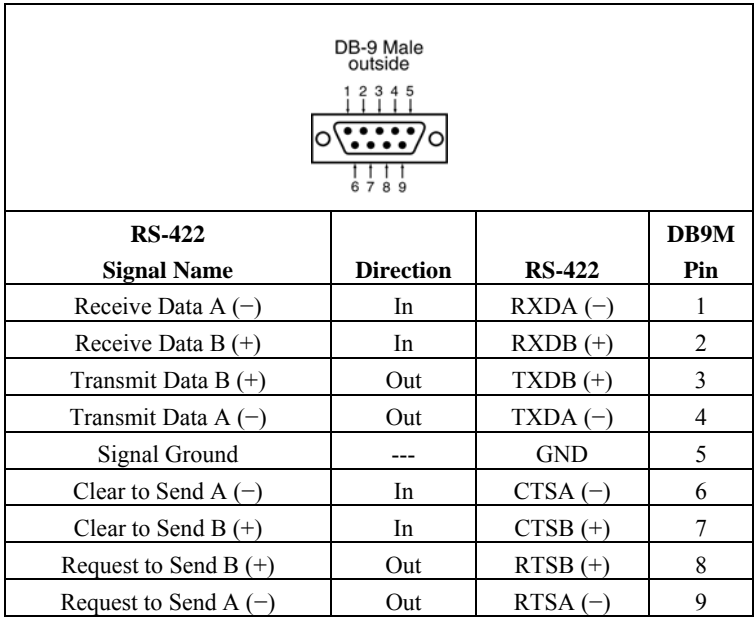 DB-9 Male
outside
1 2 3 4 5
6 7 8 9
RS-422 Signal Name Direction RS-422 DB9M Pin
Receive Data A (−) In RXDA (−) 1
Receive Data B (+) In RXDB (+) 2
Transmit Data B (+) Out TXDB (+) 3
Transmit Data A (−) Out TXDA (−) 4
Signal Ground --- GND 5
Clear to Send A (−) In CTSA (−) 6
Clear to Send B (+) In CTSB (+) 7
Request to Send B (+) Out RTSB (+) 8
Request to Send A (−) Out RTSA (−) 9